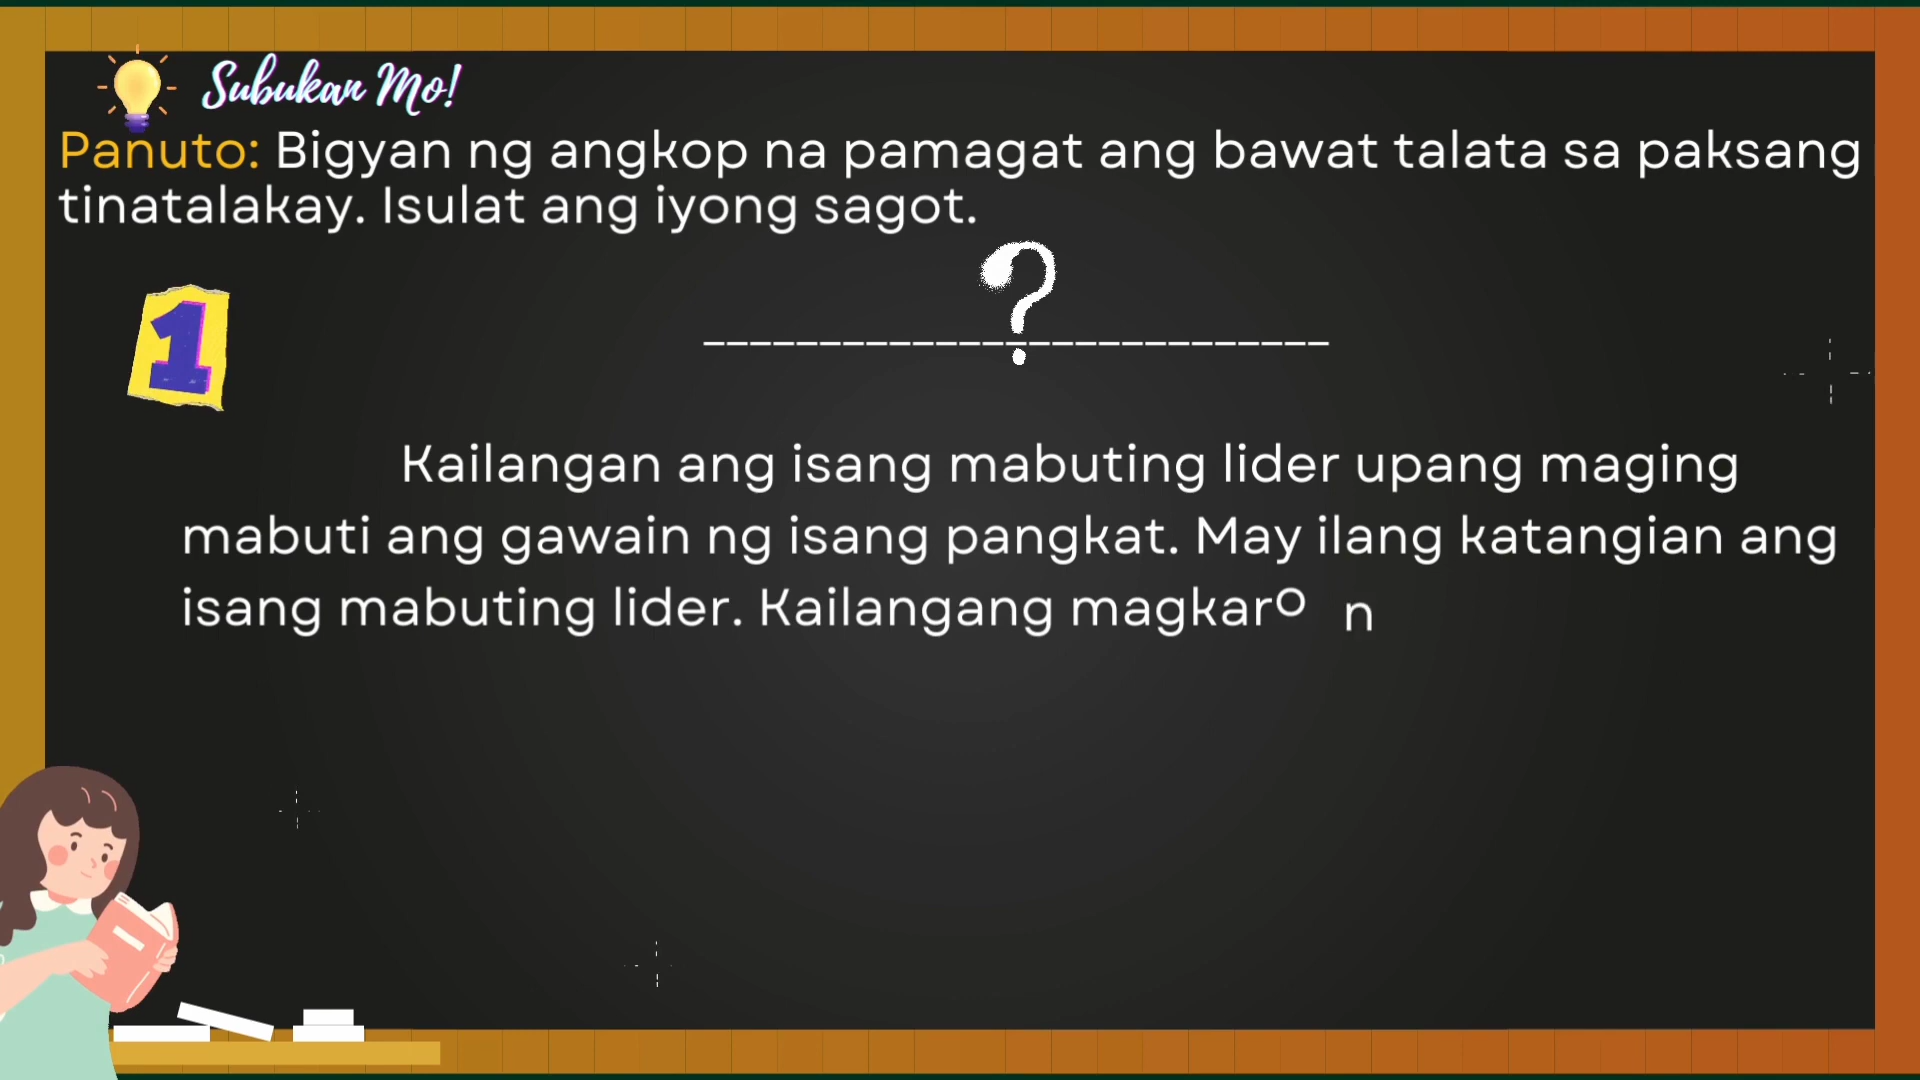 Subukan Mo!
Panuto: Bigyan ng angkop na pamagat ang bawat talata sa paksang
tinatalakay. Isulat ang iyong sagot.
?
___________________________
1
Kailangan ang isang mabuting lider upang maging
mabuti ang gawain ng isang pangkat. May ilang katangian ang
isang mabuting lider. Kailangang magkaro n